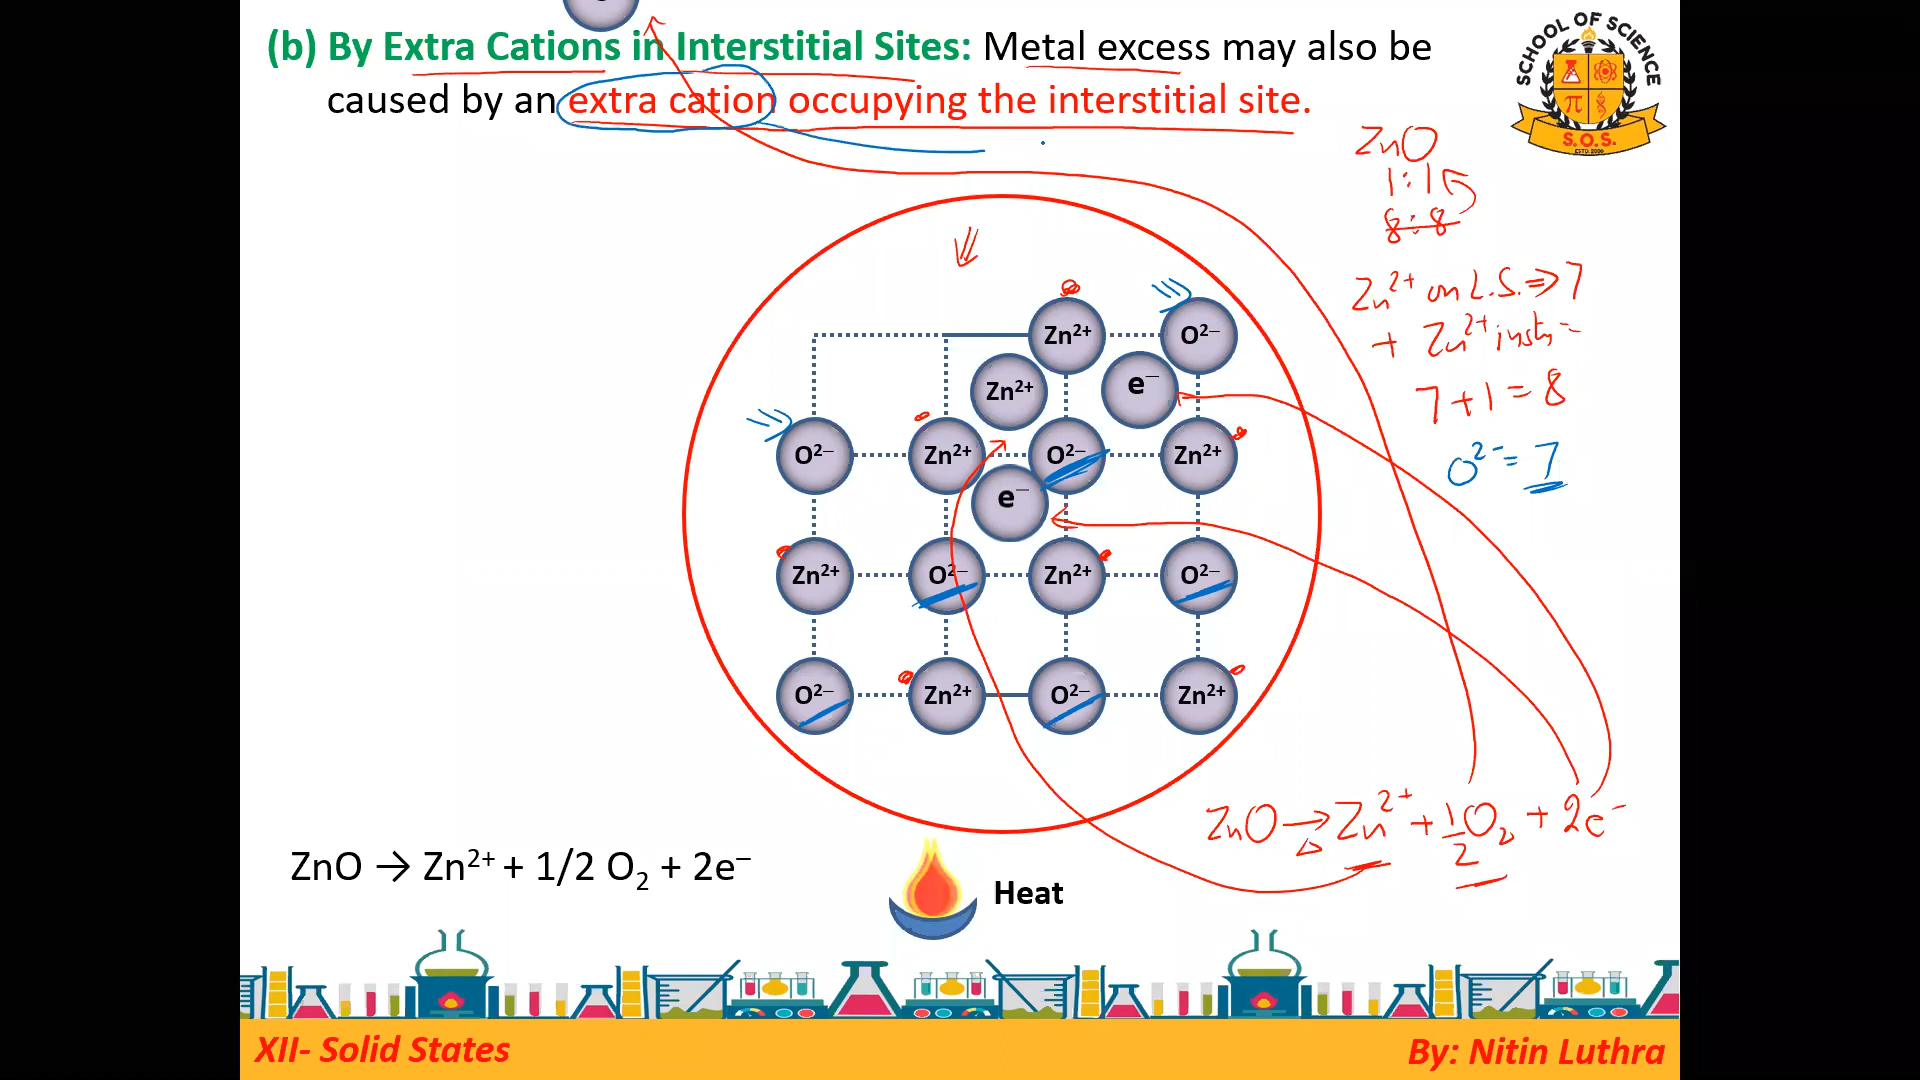 (b) By Extra Cations in Interstitial Sites: Metal excess may also be
caused by an extra cation occupying the interstitial site.
SCHOOL OF SCIENCE
π
S.O.S.
ESTD. 2006
ZnO
1:1
8:8
Zn²⁺ on L.S. ⇒ 7
+ Zn²⁺ insts =
7+1=8
O²⁻ = 7
Zn²⁺ O²⁻
Zn²⁺ e⁻
O²⁻ Zn²⁺ O²⁻ Zn²⁺
e⁻
Zn²⁺ O²⁻ Zn²⁺ O²⁻
O²⁻ Zn²⁺ O²⁻ Zn²⁺
ZnO →Δ Zn²⁺ + 1/2 O₂ + 2e⁻
ZnO → Zn²⁺ + 1/2 O₂ + 2e⁻
Heat
XII- Solid States
By: Nitin Luthra